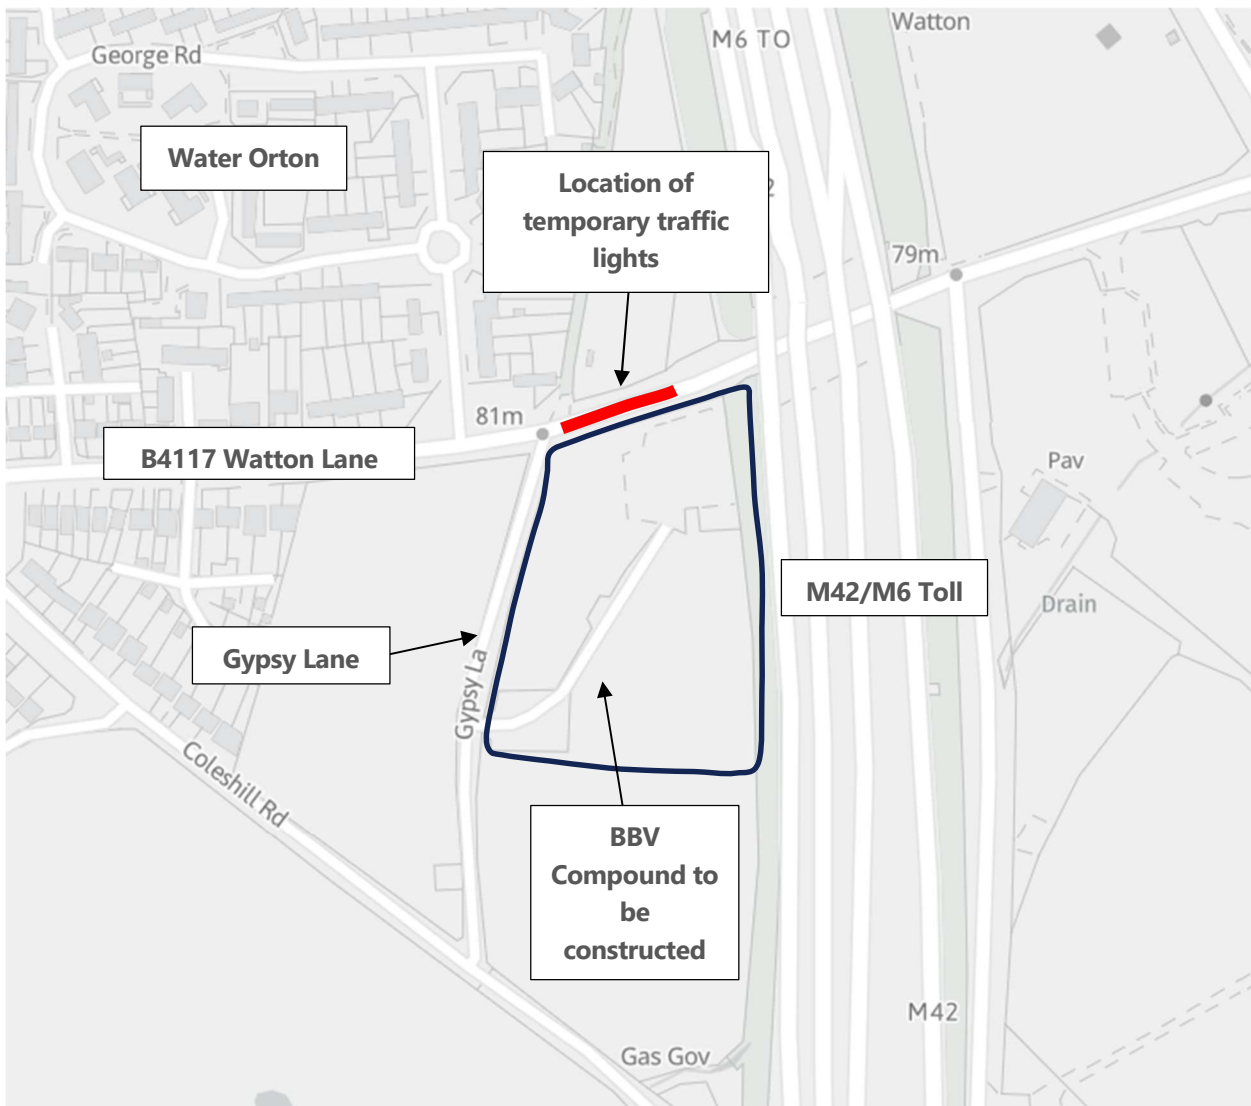 Watton
M6 TO
George Rd
Water Orton
Location of
temporary traffic
lights
2
79m
81m
B4117 Watton Lane
Pav
M42/M6 Toll
Drain
Gypsy Lane
Gypsy La
Coleshill Rd
BBV
Compound to
be
constructed
M42
Gas Gov